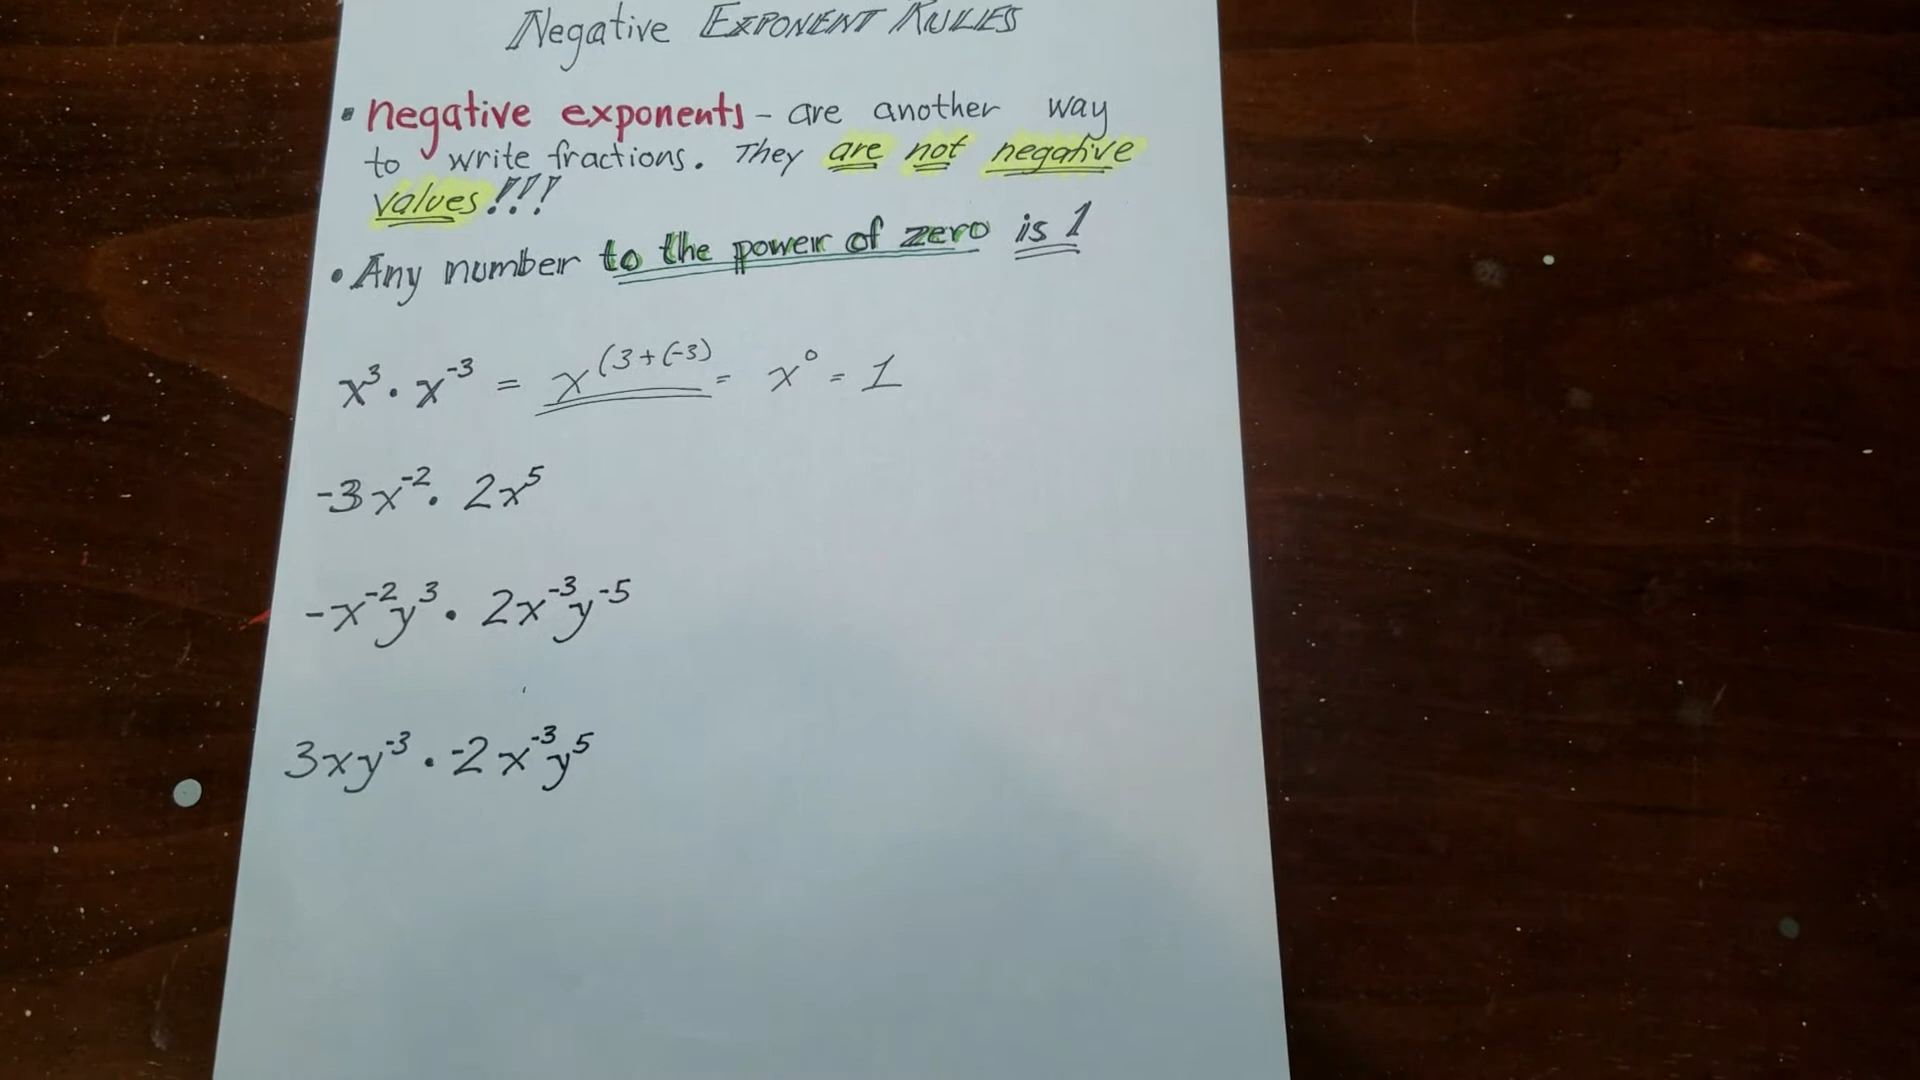 Negative EXPONENT RULES
▪ negative exponents - are another way
to write fractions. They are not negative
values!!!
• Any number to the power of zero is 1
x³ · x⁻³ = x⁽³⁺⁽⁻³⁾ = x⁰ = 1
-3x⁻² · 2x⁵
-x⁻²y³ · 2x⁻³y⁻⁵
3xy⁻³ · -2x⁻³y⁵